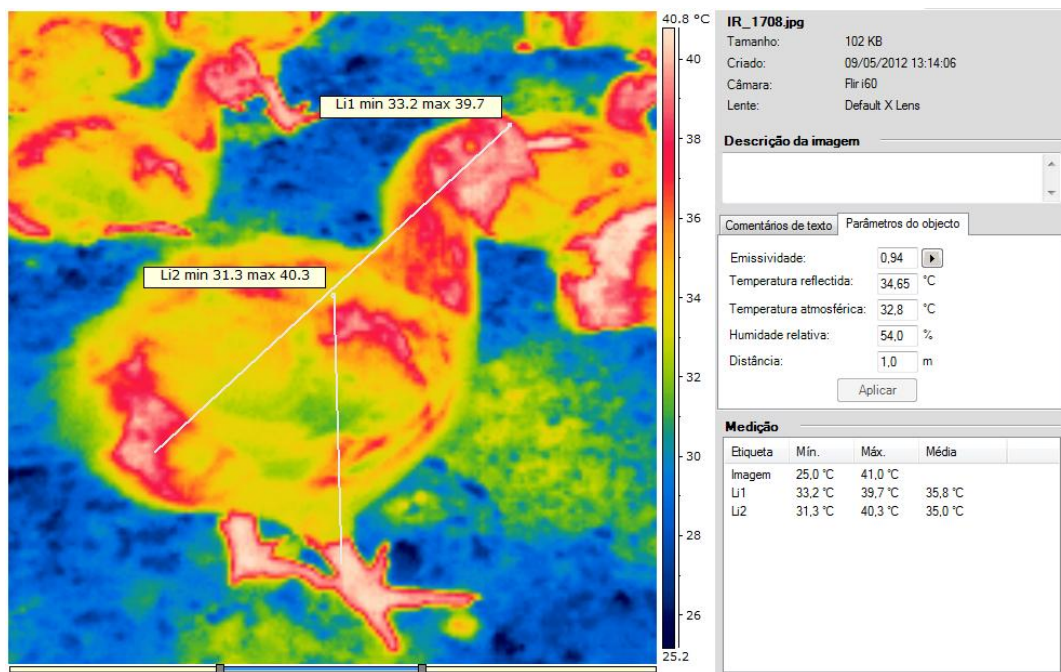 Li1 min 33.2 max 39.7
Li2 min 31.3 max 40.3
40.8 °C
40
38
36
34
32
30
28
26
25.2
IR_1708.jpg
Tamanho: 102 KB
Criado: 09/05/2012 13:14:06
Câmara: Flir i60
Lente: Default X Lens
Descrição da imagem
Comentários de texto Parâmetros do objecto
Emissividade: 0,94
Temperatura reflectida: 34,65 °C
Temperatura atmosférica: 32,8 °C
Humidade relativa: 54,0 %
Distância: 1,0 m
Aplicar
Medição
Etiqueta Mín. Máx. Média
Imagem 25,0 °C 41,0 °C
Li1 33,2 °C 39,7 °C 35,8 °C
Li2 31,3 °C 40,3 °C 35,0 °C